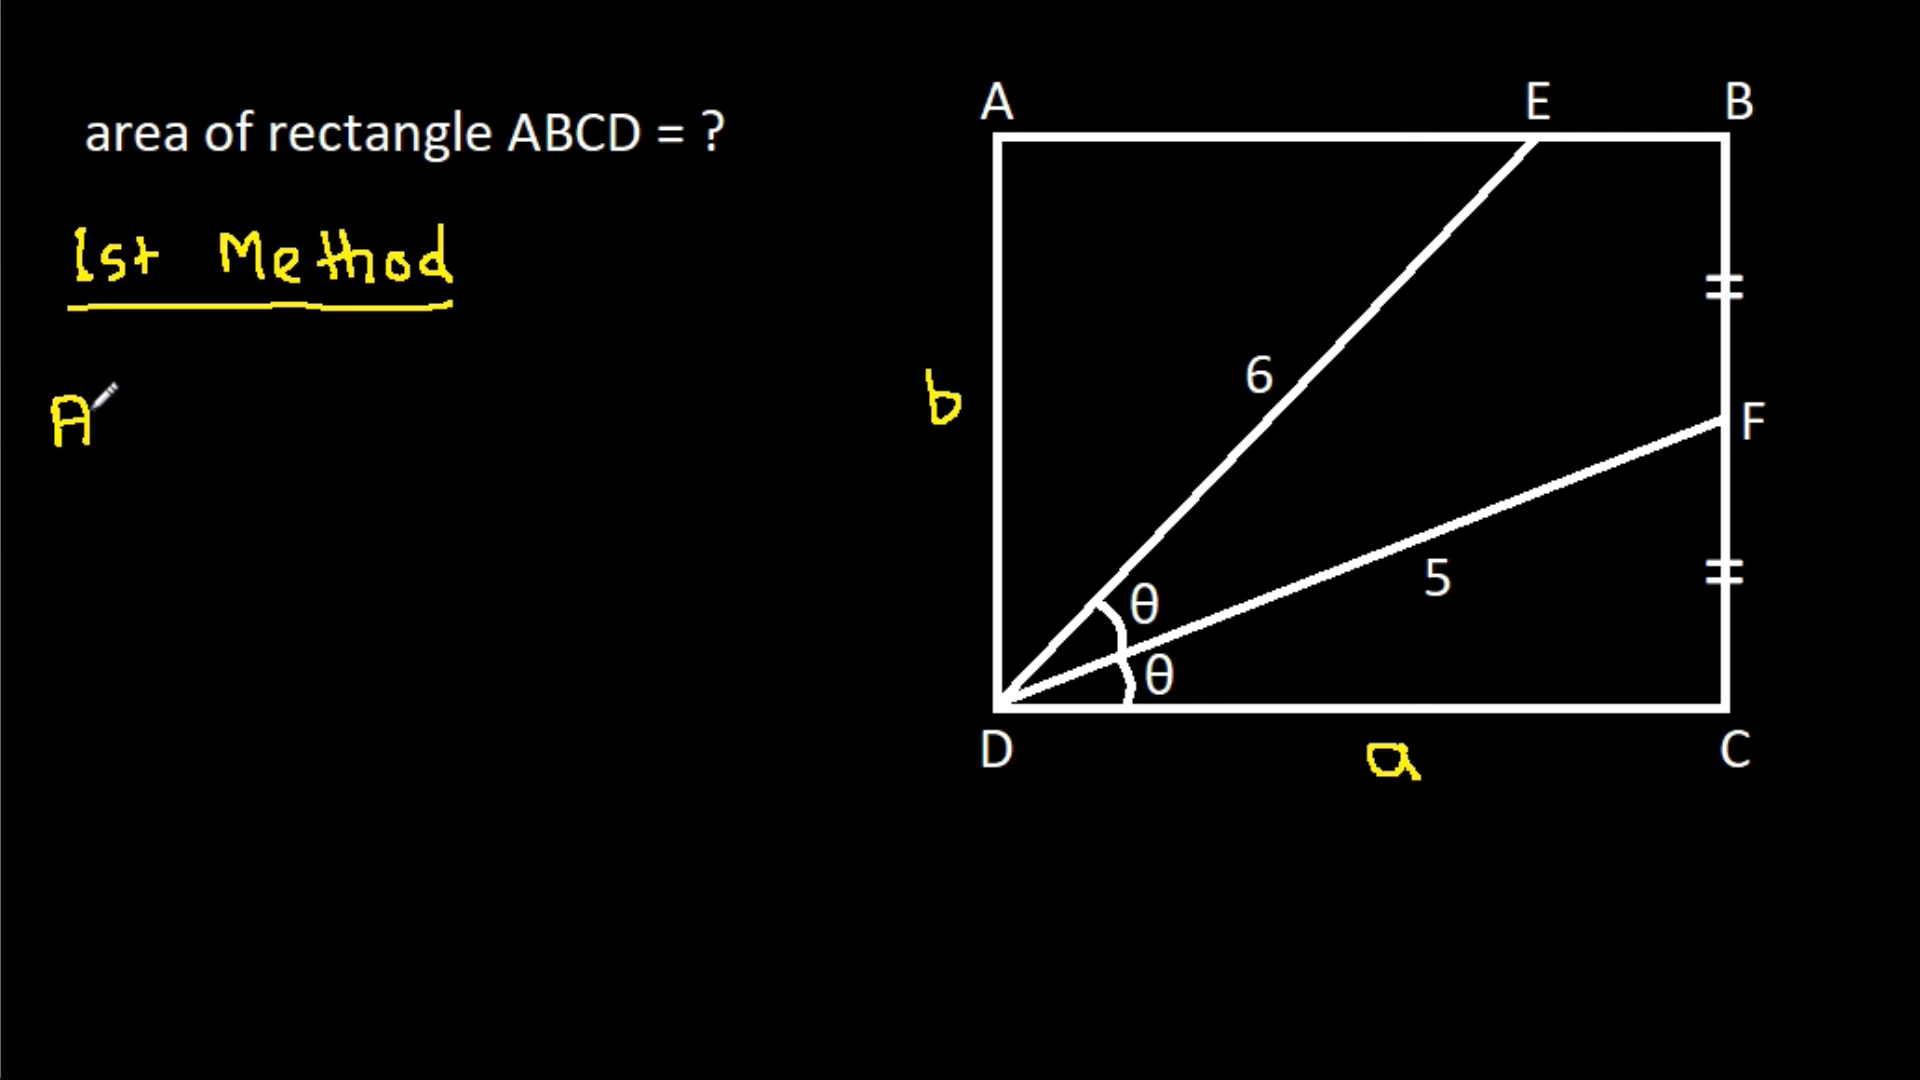 area of rectangle ABCD = ?
1st Method
A
A
E
B
b
6
F
5
θ
θ
D
a
C